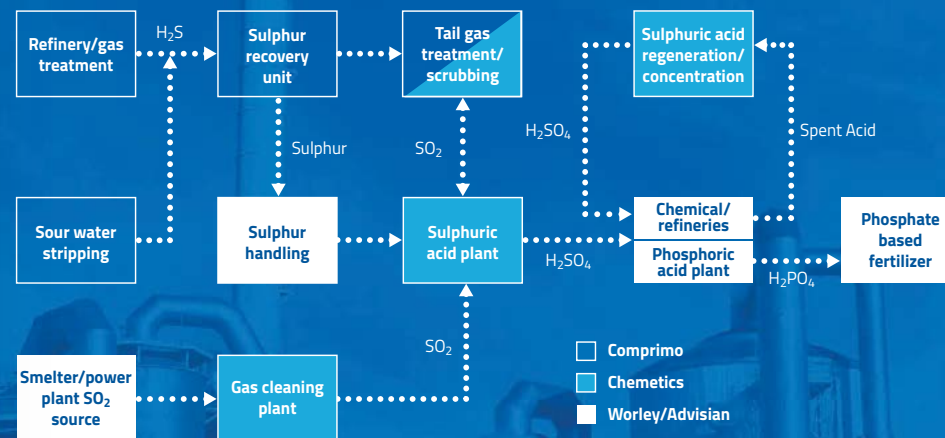 Refinery/gas
treatment
H₂S
Sulphur
recovery
unit
Tail gas
treatment/
scrubbing
Sulphuric acid
regeneration/
concentration
Sulphur
SO₂
H₂SO₄
Spent Acid
Sour water
stripping
Sulphur
handling
Sulphuric
acid plant
H₂SO₄
Chemical/
refineries
Phosphoric
acid plant
H₂PO₄
Phosphate
based
fertilizer
Smelter/power
plant SO₂
source
Gas cleaning
plant
SO₂
Comprimo
Chemetics
Worley/Advisian